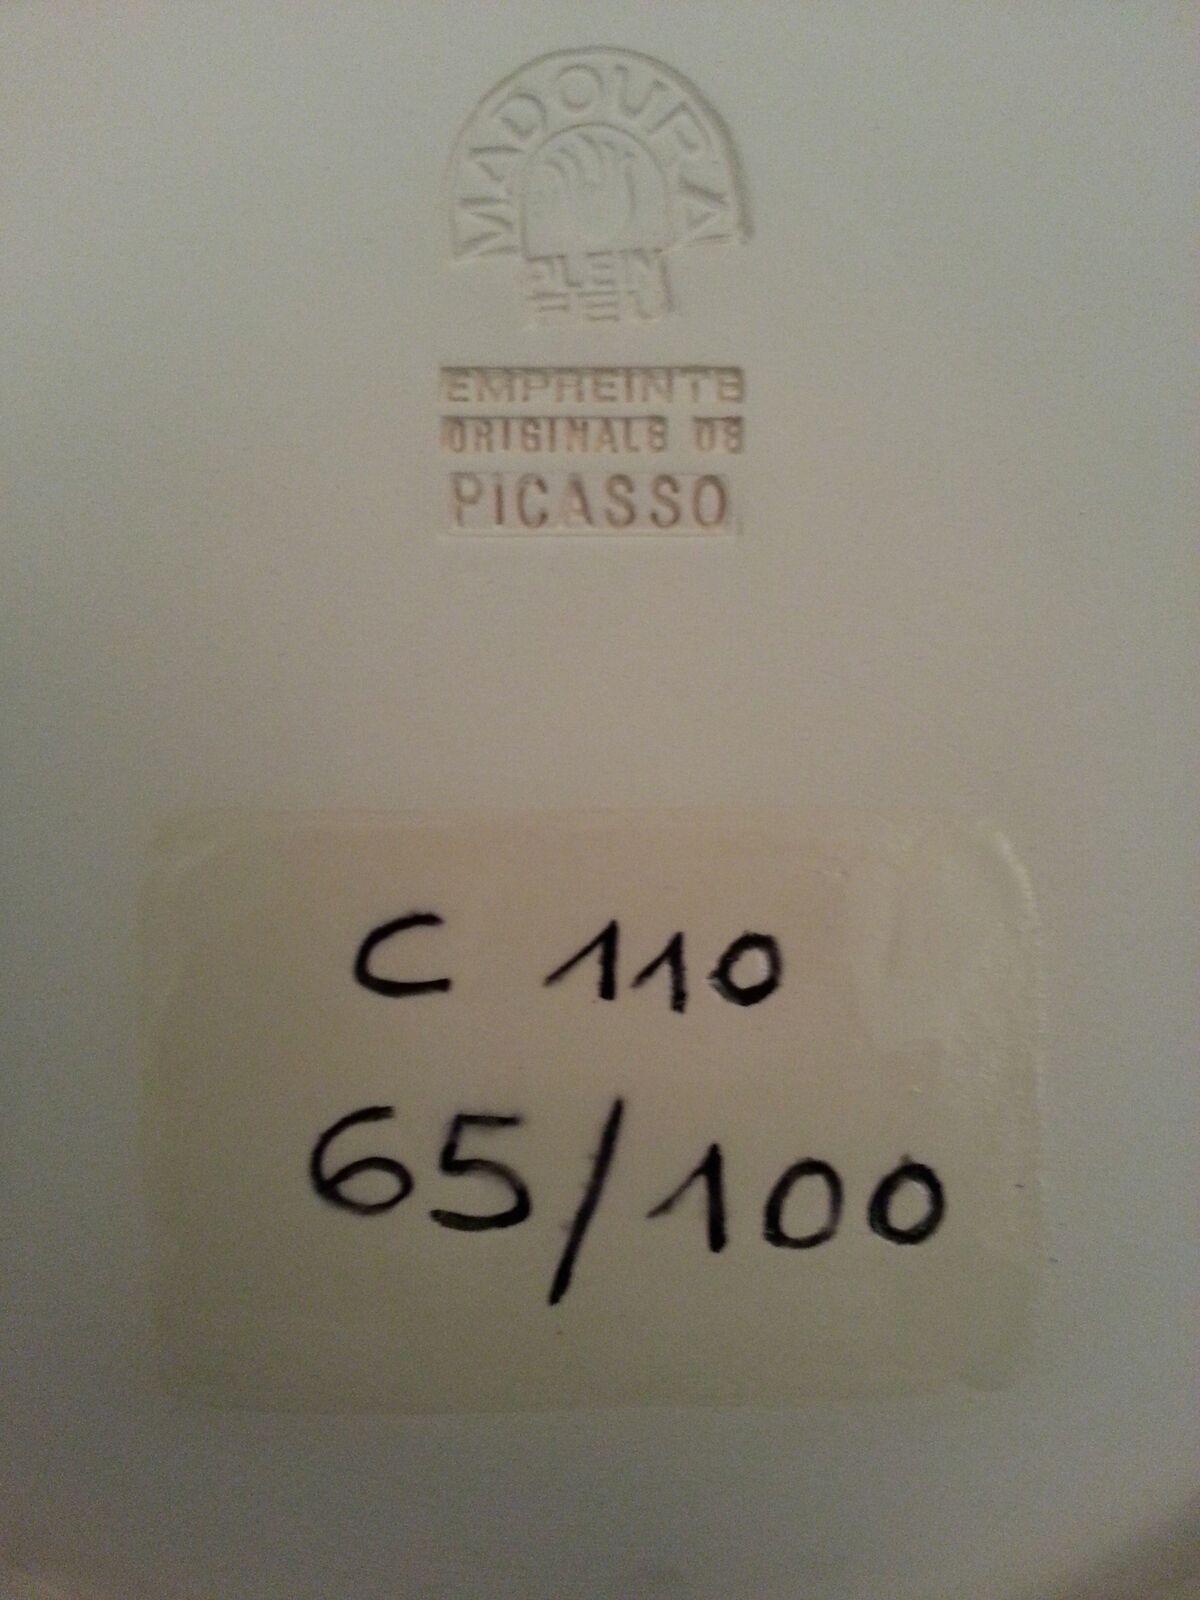 MADOURA
PLEIN
FEU
EMPREINTE
ORIGINALE DE
PICASSO
C 110
65/100